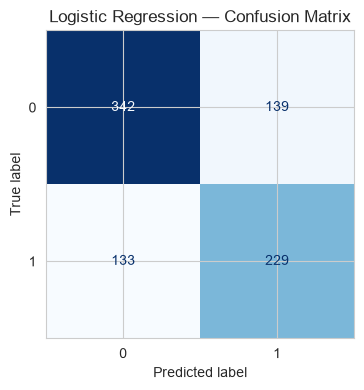 Logistic Regression — Confusion Matrix
0
342
139
True label
1
133
229
0
1
Predicted label